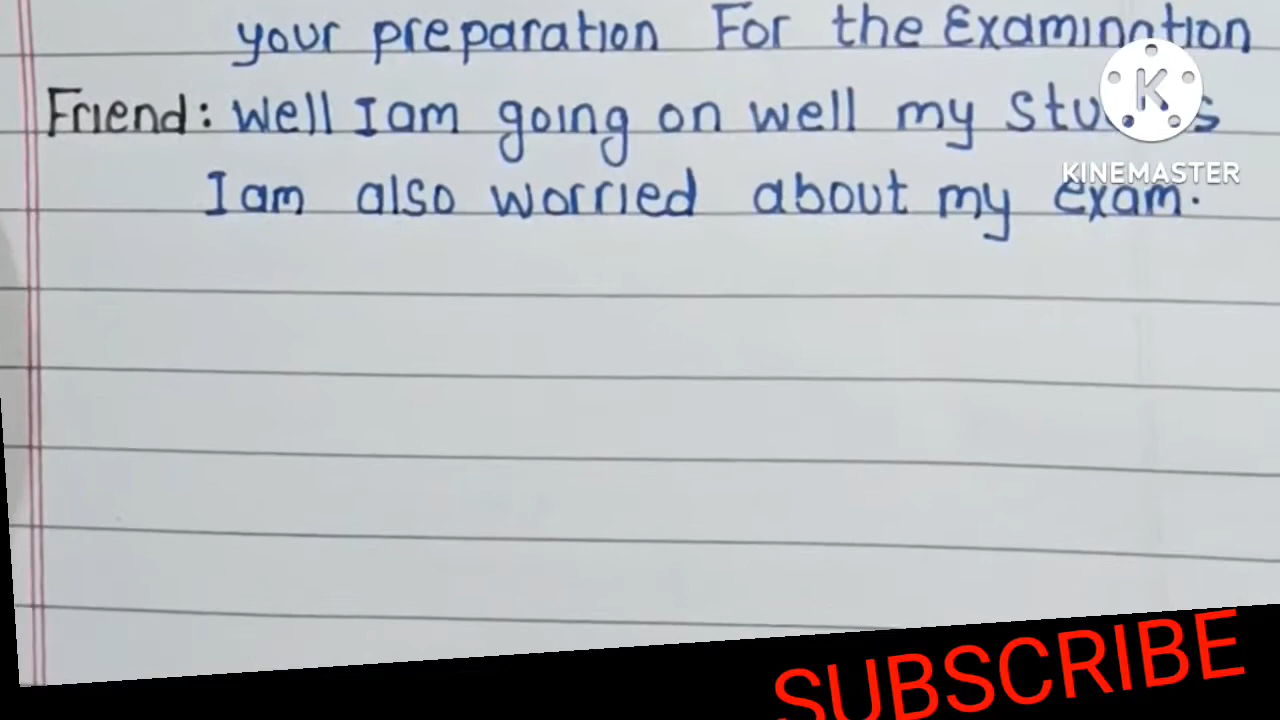 your preparation For the Examination
Friend: Well I am going on well my
I am also worried about my exam.
K
KINEMASTER
SUBSCRIBE